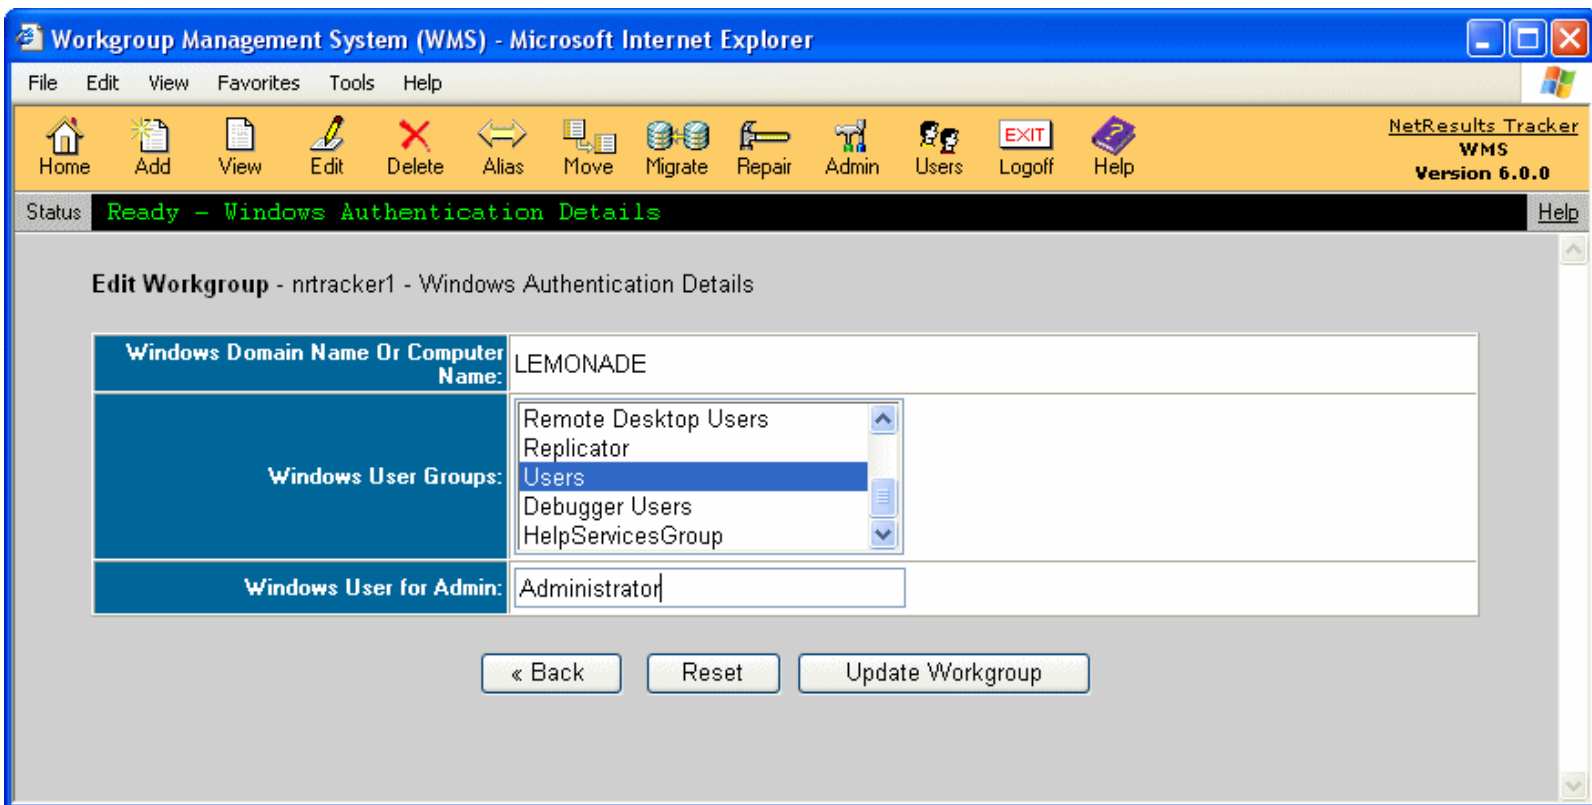 Workgroup Management System (WMS) - Microsoft Internet Explorer
File Edit View Favorites Tools Help
Home Add View Edit Delete Alias Move Migrate Repair Admin Users EXIT Logoff Help
NetResults Tracker
WMS
Version 6.0.0
Status Ready - Windows Authentication Details Help
Edit Workgroup - nrtracker1 - Windows Authentication Details
Windows Domain Name Or Computer
Name:
LEMONADE
Windows User Groups:
Remote Desktop Users
Replicator
Users
Debugger Users
HelpServicesGroup
Windows User for Admin: Administrator
« Back Reset Update Workgroup